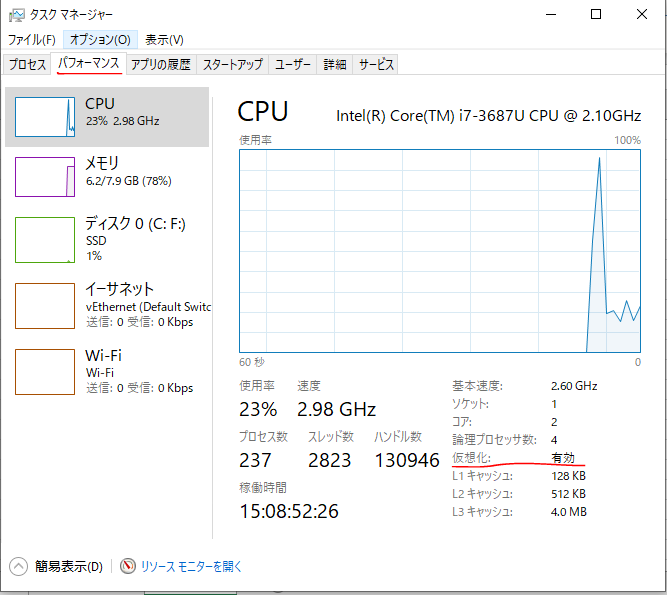 タスク マネージャー
ファイル(F) オプション(O) 表示(V)
プロセス パフォーマンス アプリの履歴 スタートアップ ユーザー 詳細 サービス
CPU
23% 2.98 GHz
メモリ
6.2/7.9 GB (78%)
ディスク 0 (C: F:)
SSD
1%
イーサネット
vEthernet (Default Switc
送信: 0 受信: 0 Kbps
Wi-Fi
Wi-Fi
送信: 0 受信: 0 Kbps
CPU Intel(R) Core(TM) i7-3687U CPU @ 2.10GHz
使用率 100%
60 秒 0
使用率 速度
23% 2.98 GHz
プロセス数 スレッド数 ハンドル数
237 2823 130946
稼働時間
15:08:52:26
基本速度: 2.60 GHz
ソケット: 1
コア: 2
論理プロセッサ数: 4
仮想化: 有効
L1 キャッシュ: 128 KB
L2 キャッシュ: 512 KB
L3 キャッシュ: 4.0 MB
簡易表示(D) リソース モニターを開く